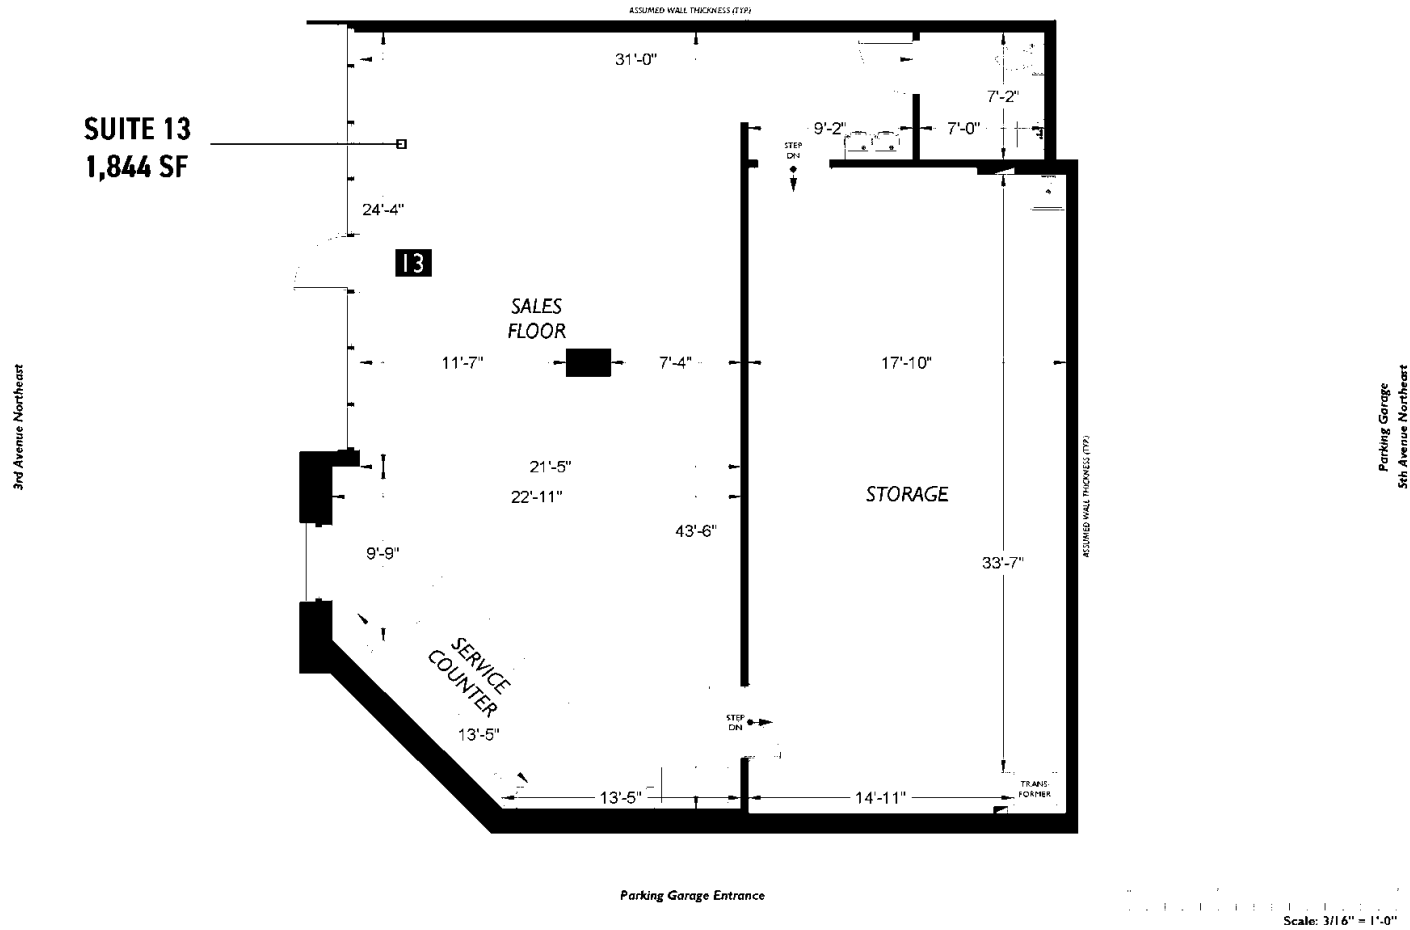 ASSUMED WALL THICKNESS (TYP)
31'-0"
7'-2"
SUITE 13
1,844 SF
9'-2"
7'-0"
STEP
DN
24'-4"
13
SALES
FLOOR
11'-7"
7'-4"
17'-10"
3rd Avenue Northeast
Parking Garage
5th Avenue Northeast
21'-5"
22'-11"
STORAGE
ASSUMED WALL THICKNESS (TYP)
43'-6"
9'-9"
33'-7"
SERVICE
COUNTER
13'-5"
STEP
DN
TRANS-
FORMER
13'-5"
14'-11"
Parking Garage Entrance
Scale: 3/16" = 1'-0"